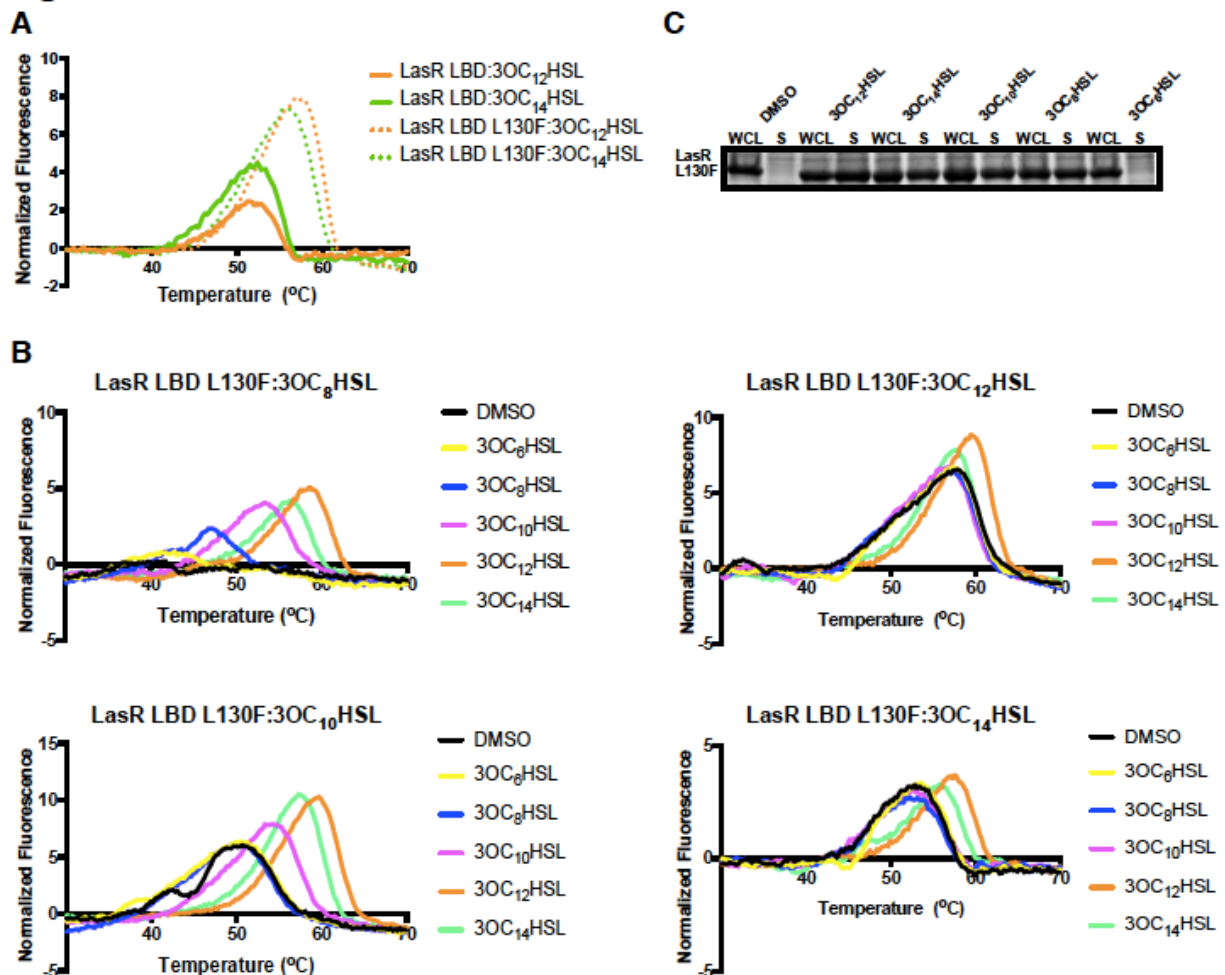 A
Normalized Fluorescence
10
8
6
4
2
0
-2
40
50
60
70
Temperature (ºC)
LasR LBD:3OC12HSL
LasR LBD:3OC14HSL
LasR LBD L130F:3OC12HSL
LasR LBD L130F:3OC14HSL
C
DMSO
3OC12HSL
3OC14HSL
3OC10HSL
3OC8HSL
3OC6HSL
WCL S WCL S WCL S WCL S WCL S WCL S
LasR
L130F
B
LasR LBD L130F:3OC8HSL
Normalized Fluorescence
10
5
0
-5
40
50
60
70
Temperature (ºC)
DMSO
3OC6HSL
3OC8HSL
3OC10HSL
3OC12HSL
3OC14HSL
LasR LBD L130F:3OC12HSL
Normalized Fluorescence
10
5
0
-5
40
50
60
70
Temperature (ºC)
DMSO
3OC6HSL
3OC8HSL
3OC10HSL
3OC12HSL
3OC14HSL
LasR LBD L130F:3OC10HSL
Normalized Fluorescence
15
10
5
0
-5
40
50
60
70
Temperature (ºC)
DMSO
3OC6HSL
3OC8HSL
3OC10HSL
3OC12HSL
3OC14HSL
LasR LBD L130F:3OC14HSL
Normalized Fluorescence
5
0
-5
40
50
60
70
Temperature (ºC)
DMSO
3OC6HSL
3OC8HSL
3OC10HSL
3OC12HSL
3OC14HSL